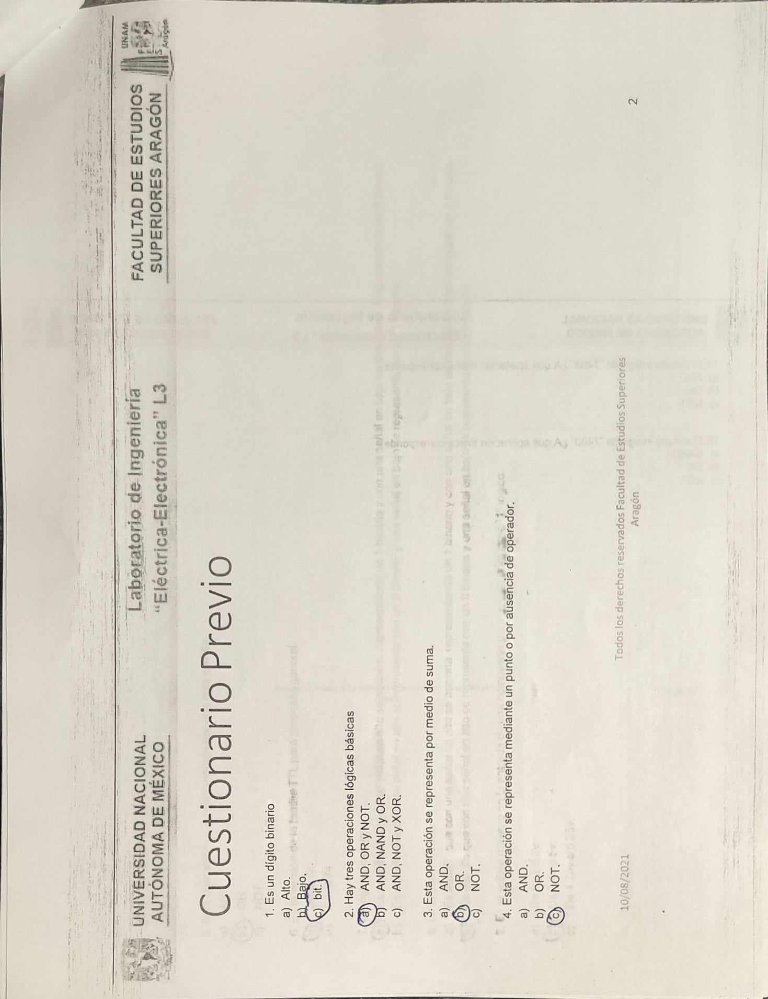 UNIVERSIDAD NACIONAL
AUTÓNOMA DE MÉXICO
Laboratorio de Ingeniería
“Eléctrica-Electrónica” L3
FACULTAD DE ESTUDIOS
SUPERIORES ARAGÓN
UNAM
FES
Aragón
Cuestionario Previo
1. Es un dígito binario
a) Alto.
b) Bajo.
c) bit.
2. Hay tres operaciones lógicas básicas
a) AND, OR y NOT.
b) AND, NAND y OR.
c) AND, NOT y XOR.
3. Esta operación se representa por medio de suma.
a) AND.
b) OR.
c) NOT.
4. Esta operación se representa mediante un punto o por ausencia de operador.
a) AND.
b) OR.
c) NOT.
10/08/2021
Todos los derechos reservados Facultad de Estudios Superiores
Aragón
2